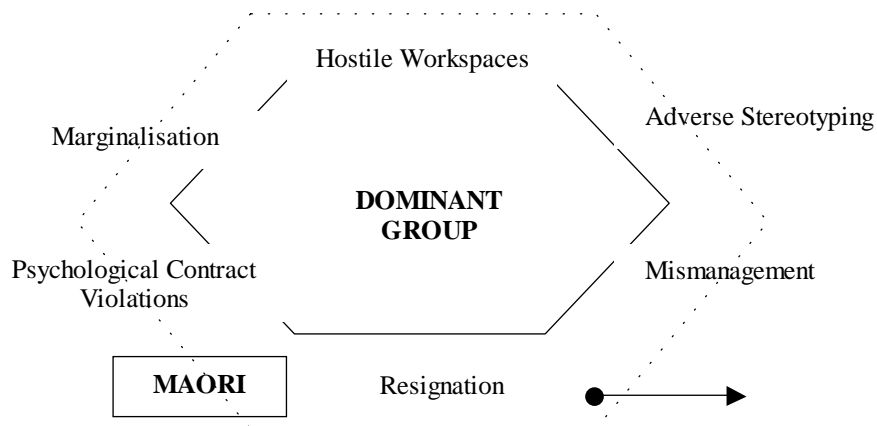 Hostile Workspaces
Adverse Stereotyping
Marginalisation
DOMINANT
GROUP
Psychological Contract
Violations
Mismanagement
MAORI
Resignation